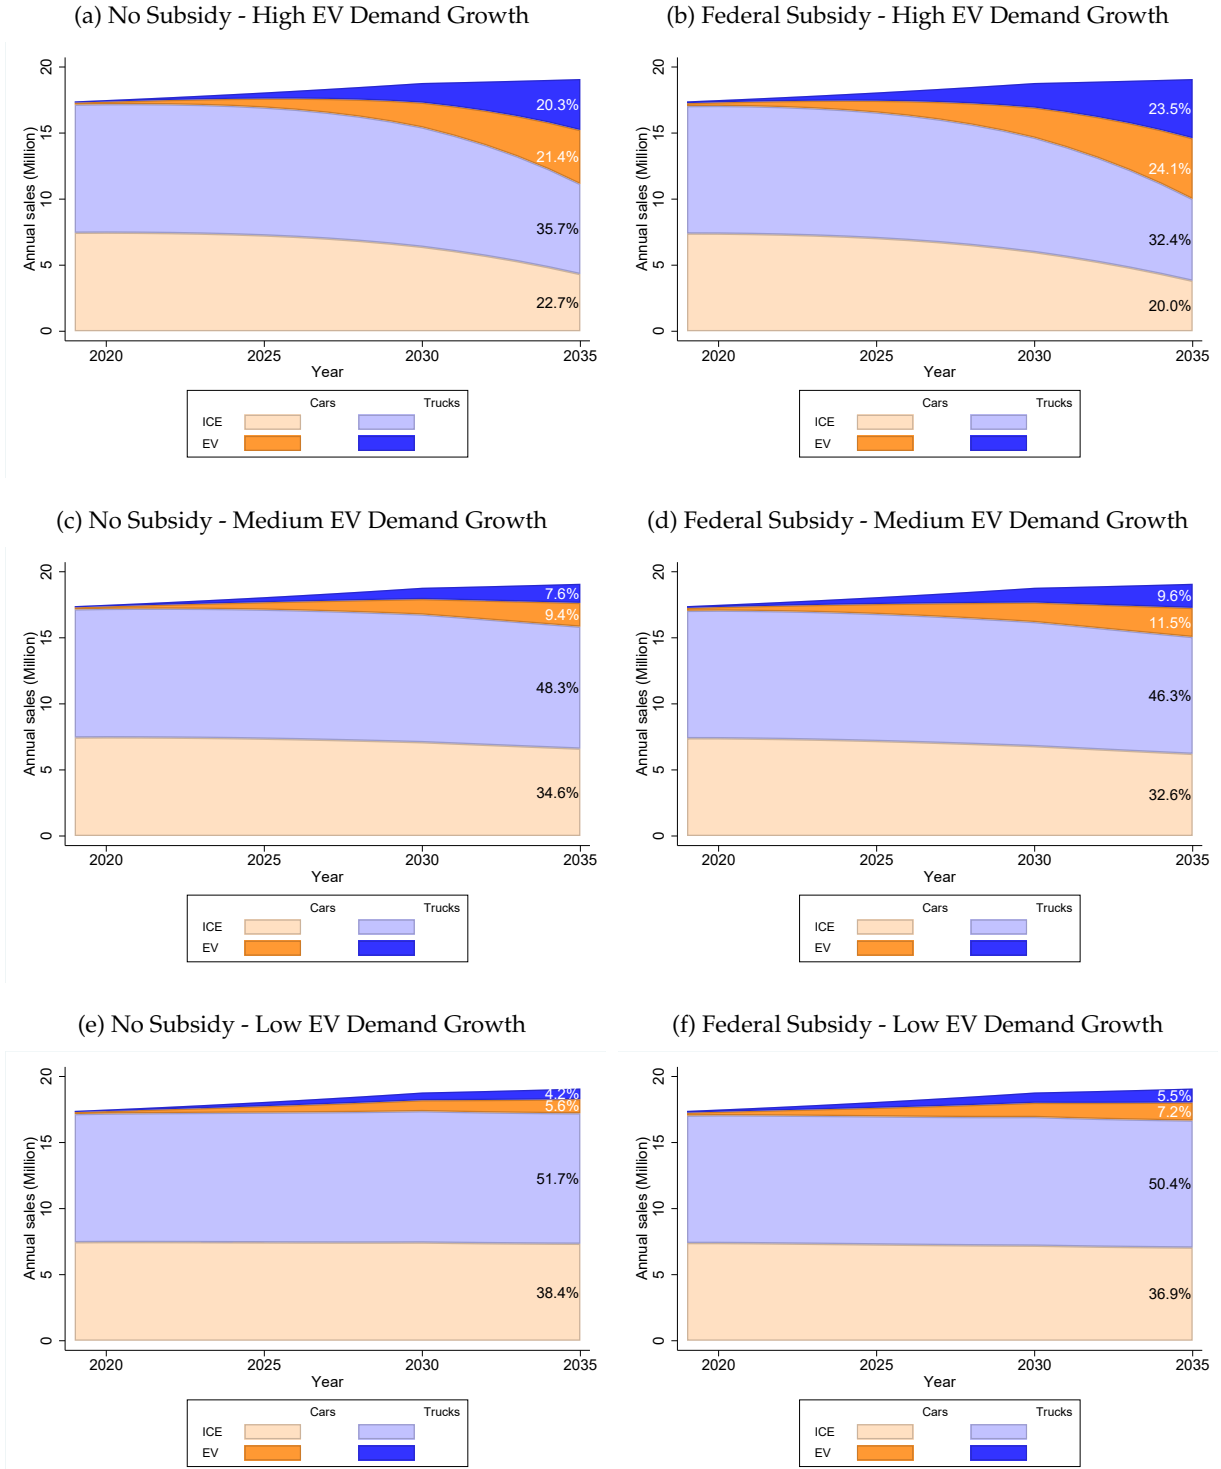 (a) No Subsidy - High EV Demand Growth
Annual sales (Million)
20
15
10
5
0
20.3%
21.4%
35.7%
22.7%
2020 2025 2030 2035
Year
Cars Trucks
ICE
EV
(b) Federal Subsidy - High EV Demand Growth
Annual sales (Million)
20
15
10
5
0
23.5%
24.1%
32.4%
20.0%
2020 2025 2030 2035
Year
Cars Trucks
ICE
EV
(c) No Subsidy - Medium EV Demand Growth
Annual sales (Million)
20
15
10
5
0
7.6%
9.4%
48.3%
34.6%
2020 2025 2030 2035
Year
Cars Trucks
ICE
EV
(d) Federal Subsidy - Medium EV Demand Growth
Annual sales (Million)
20
15
10
5
0
9.6%
11.5%
46.3%
32.6%
2020 2025 2030 2035
Year
Cars Trucks
ICE
EV
(e) No Subsidy - Low EV Demand Growth
Annual sales (Million)
20
15
10
5
0
4.2%
5.6%
51.7%
38.4%
2020 2025 2030 2035
Year
Cars Trucks
ICE
EV
(f) Federal Subsidy - Low EV Demand Growth
Annual sales (Million)
20
15
10
5
0
5.5%
7.2%
50.4%
36.9%
2020 2025 2030 2035
Year
Cars Trucks
ICE
EV